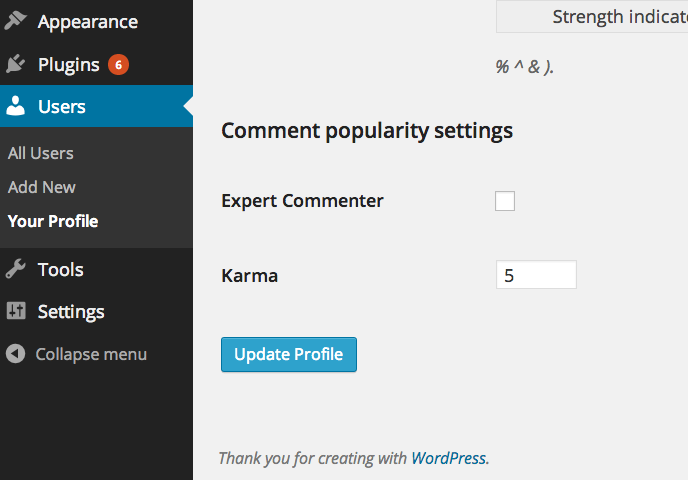 Appearance
Plugins 6
Users
All Users
Add New
Your Profile
Tools
Settings
Collapse menu
Strength indicat
% ^ & ).
Comment popularity settings
Expert Commenter
Karma 5
Update Profile
Thank you for creating with WordPress.